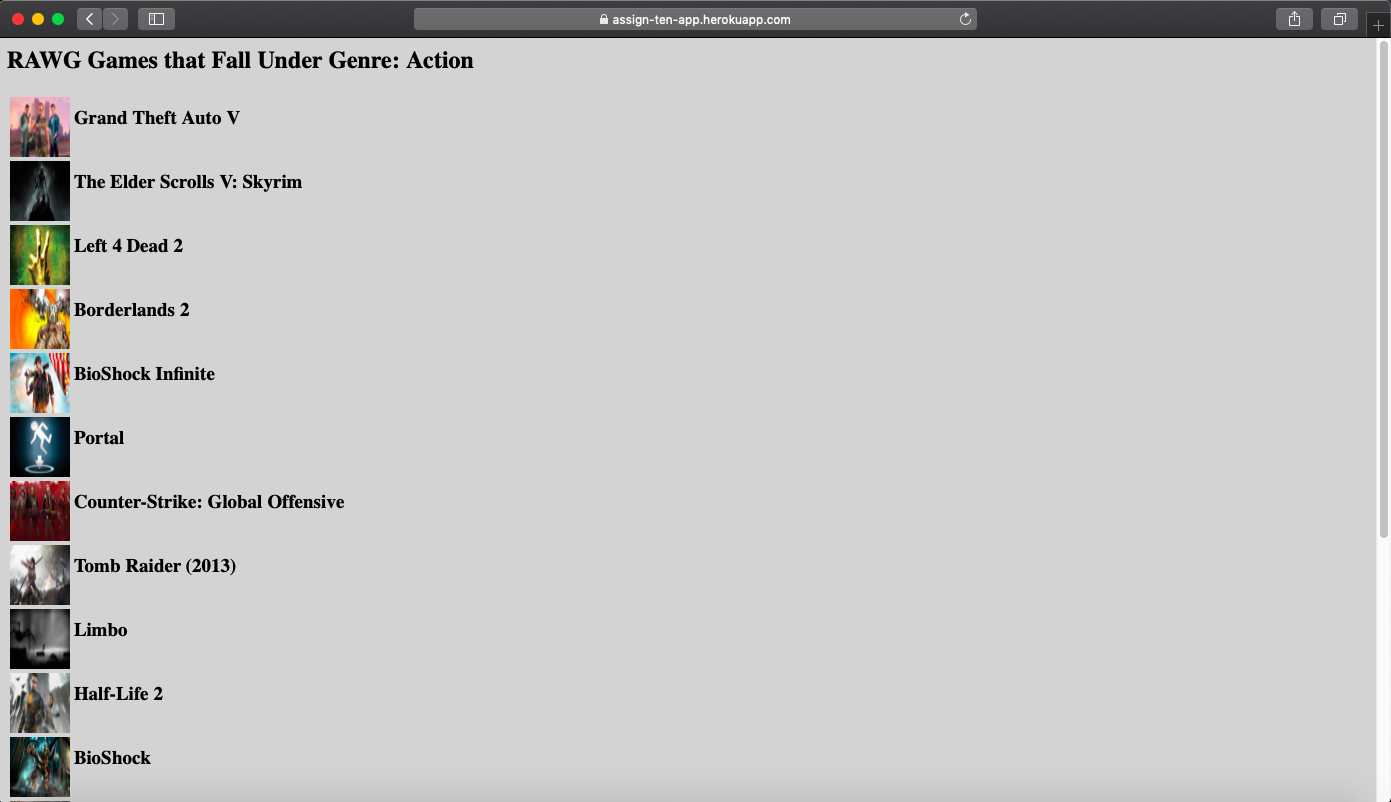 assign-ten-app.herokuapp.com
RAWG Games that Fall Under Genre: Action
Grand Theft Auto V
The Elder Scrolls V: Skyrim
Left 4 Dead 2
Borderlands 2
BioShock Infinite
Portal
Counter-Strike: Global Offensive
Tomb Raider (2013)
Limbo
Half-Life 2
BioShock